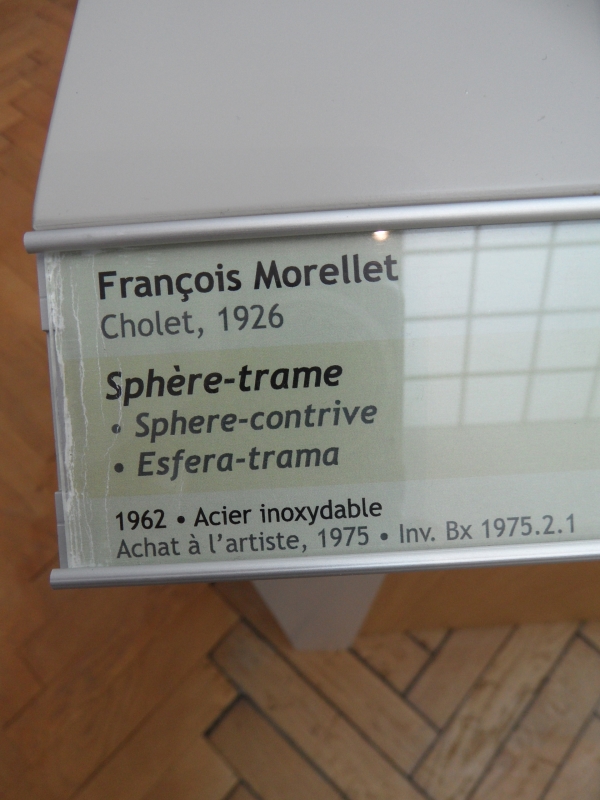 François Morellet
Cholet, 1926
Sphère-trame
• Sphere-contrive
• Esfera-trama
1962 • Acier inoxydable
Achat à l'artiste, 1975 • Inv. Bx 1975.2.1